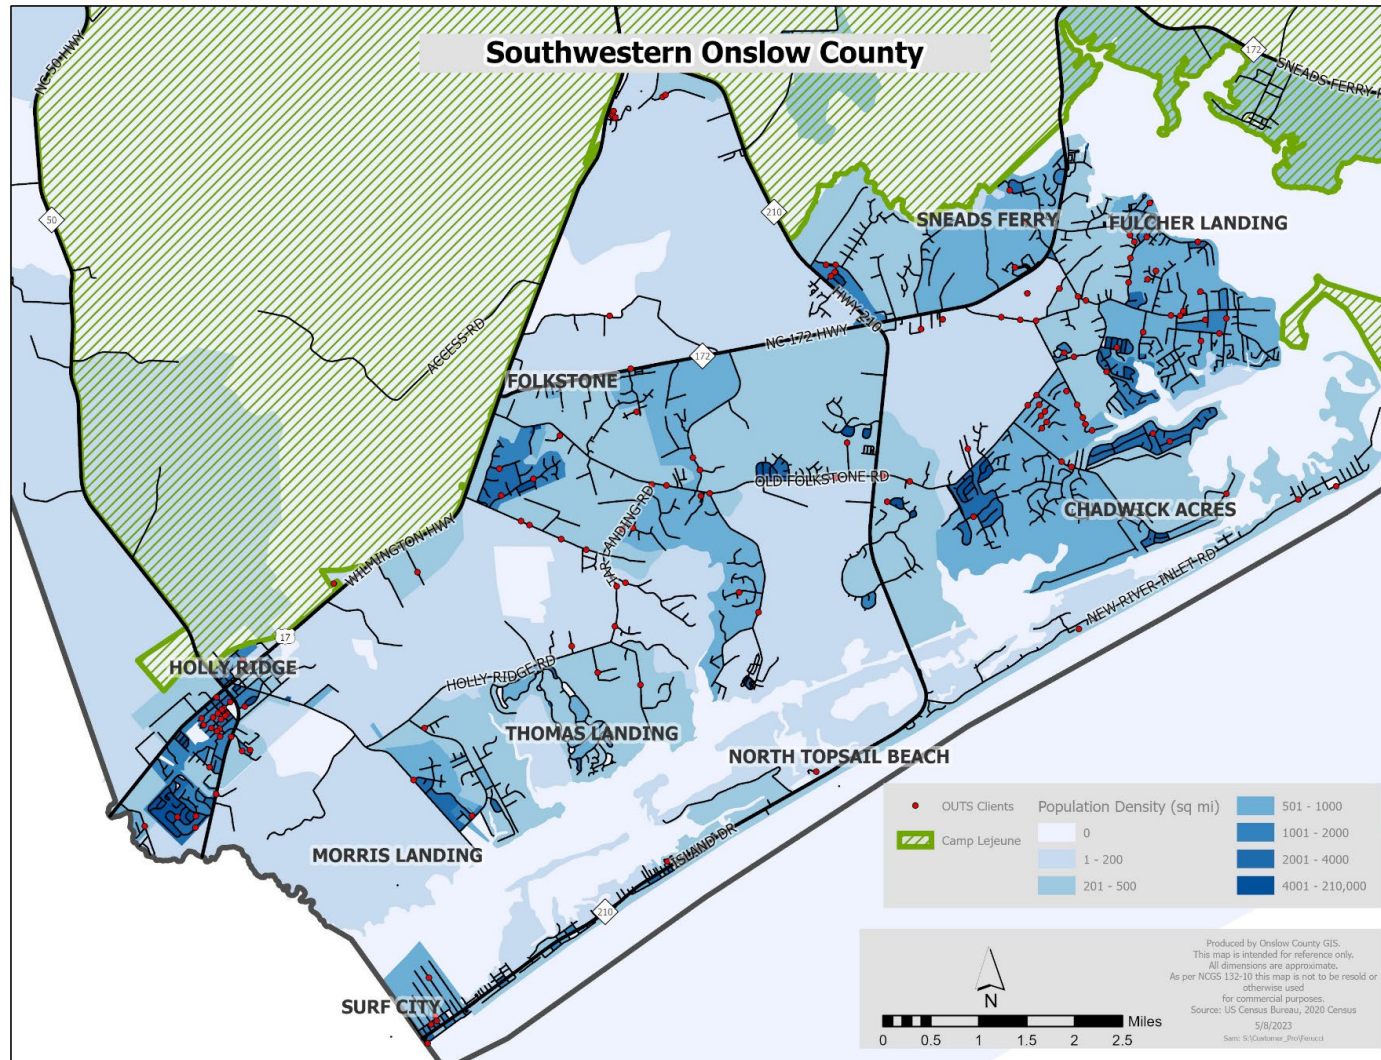 Southwestern Onslow County
NC 50 HWY
172
SNEADS FERRY R
50
210
SNEADS FERRY
FULCHER LANDING
ACCESS RD
HWY 210
NC 172 HWY
172
FOLKSTONE
OLD FOLKSTONE RD
WILMINGTON HWY
TAR LANDING RD
CHADWICK ACRES
NEW RIVER INLET RD
17
HOLLY RIDGE
HOLLY RIDGE RD
THOMAS LANDING
NORTH TOPSAIL BEACH
MORRIS LANDING
ISLAND DR
210
SURF CITY
OUTS Clients
Camp Lejeune
Population Density (sq mi)
0
1 - 200
201 - 500
501 - 1000
1001 - 2000
2001 - 4000
4001 - 210,000
N
Miles
0 0.5 1 1.5 2 2.5
Produced by Onslow County GIS.
This map is intended for reference only.
All dimensions are approximate.
As per NCGS 132-10 this map is not to be resold or
otherwise used
for commercial purposes.
Source: US Census Bureau, 2020 Census
5/8/2023
Sam: S:\Customer_Pro\Ferucci